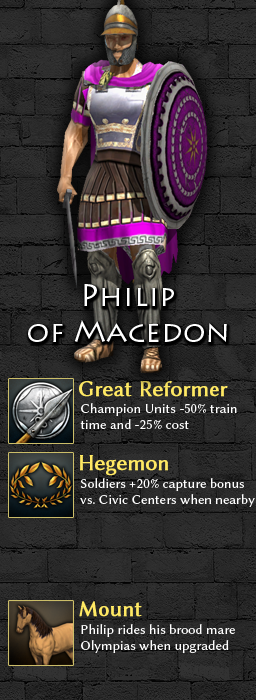 Philip
of Macedon
Great Reformer
Champion Units -50% train
time and -25% cost
Hegemon
Soldiers +20% capture bonus
vs. Civic Centers when nearby
Mount
Philip rides his brood mare
Olympias when upgraded